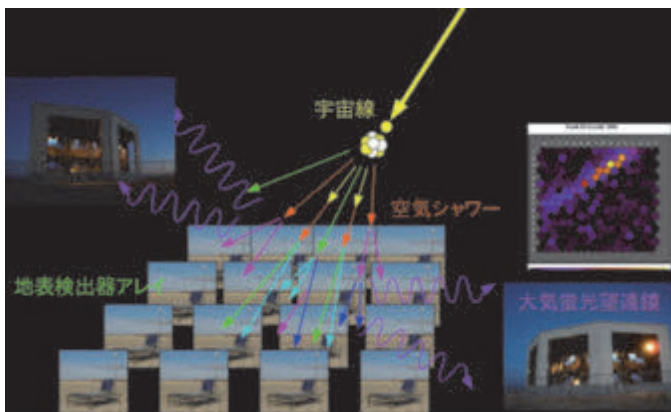 宇宙線
空気シャワー
地表検出器アレイ
大気蛍光望遠鏡